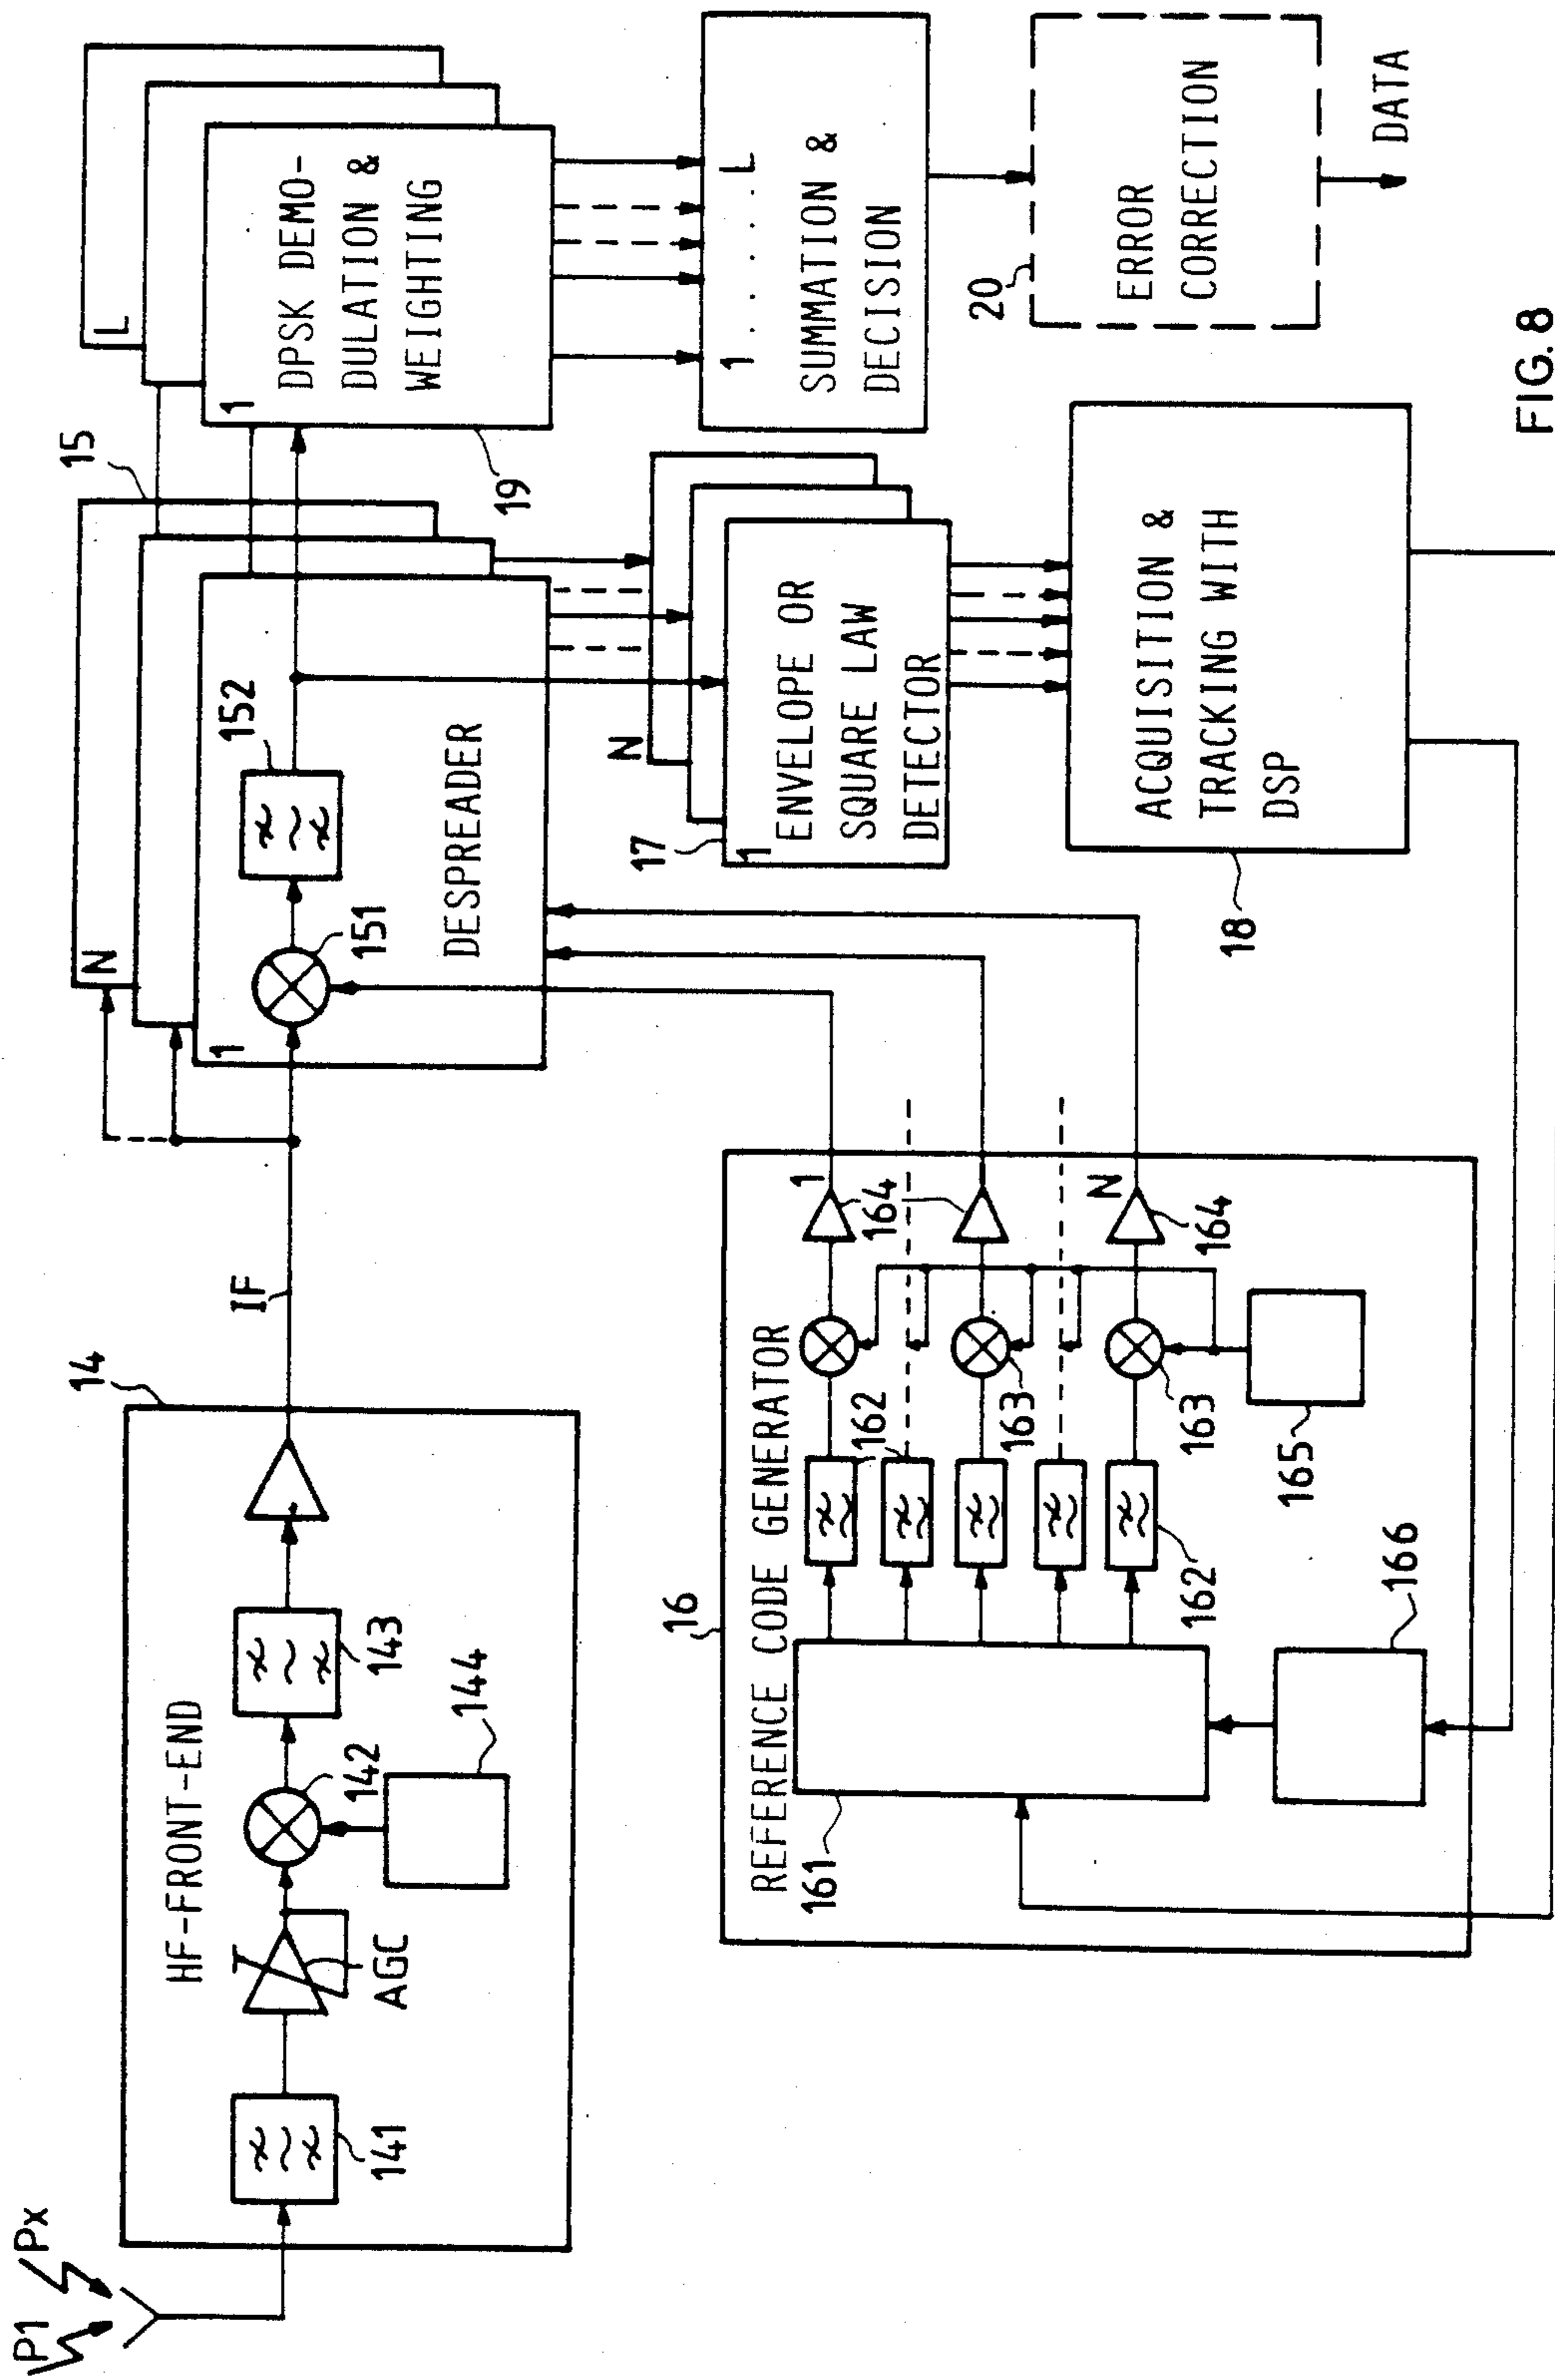 P1
Px
14
HF-FRONT-END
141
AGC
142
143
144
IF
15
N
1
151
152
DESPREADER
L
1
DPSK DEMO-
DULATION &
WEIGHTING
19
1.....L
SUMMATION &
DECISION
20
ERROR
CORRECTION
DATA
N
17
1
ENVELOPE OR
SQUARE LAW
DETECTOR
ACQUISITION &
TRACKING WITH
DSP
18
16
REFERENCE CODE GENERATOR
161
162
162
163
163
1
164
N
164
165
166
FIG. 8